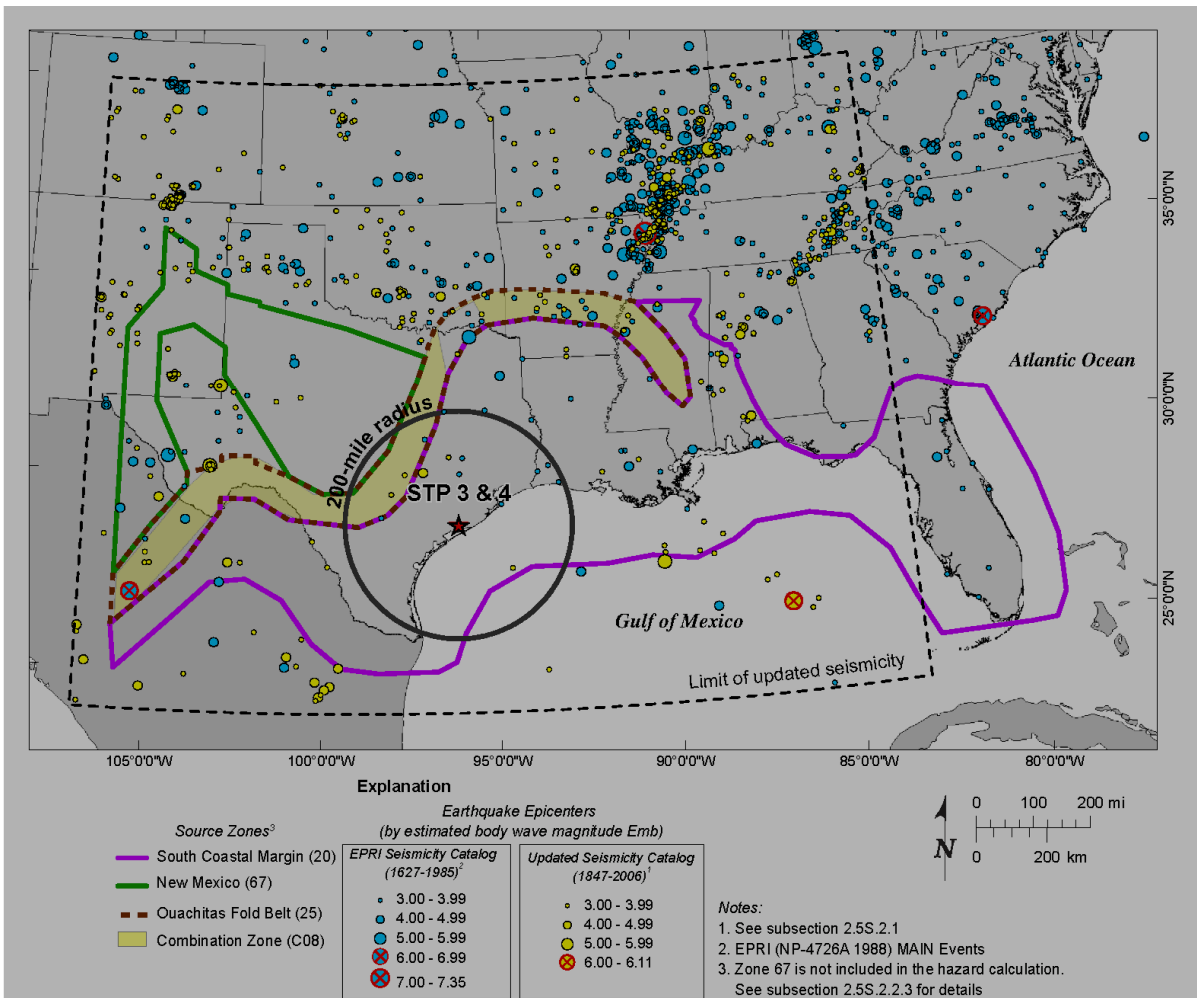 35°0'0"N
Atlantic Ocean
30°0'0"N
200-mile radius
STP 3 & 4
25°0'0"N
Gulf of Mexico
Limit of updated seismicity
105°0'0"W
100°0'0"W
95°0'0"W
90°0'0"W
85°0'0"W
80°0'0"W
Explanation
Source Zones3
South Coastal Margin (20)
New Mexico (67)
Ouachitas Fold Belt (25)
Combination Zone (C08)
Earthquake Epicenters
(by estimated body wave magnitude Emb)
EPRI Seismicity Catalog
(1627-1985)2
3.00 - 3.99
4.00 - 4.99
5.00 - 5.99
6.00 - 6.99
7.00 - 7.35
Updated Seismicity Catalog
(1847-2006)1
3.00 - 3.99
4.00 - 4.99
5.00 - 5.99
6.00 - 6.11
N
0 100 200 mi
0 200 km
Notes:
1. See subsection 2.5S.2.1
2. EPRI (NP-4726A 1988) MAIN Events
3. Zone 67 is not included in the hazard calculation.
See subsection 2.5S.2.2.3 for details